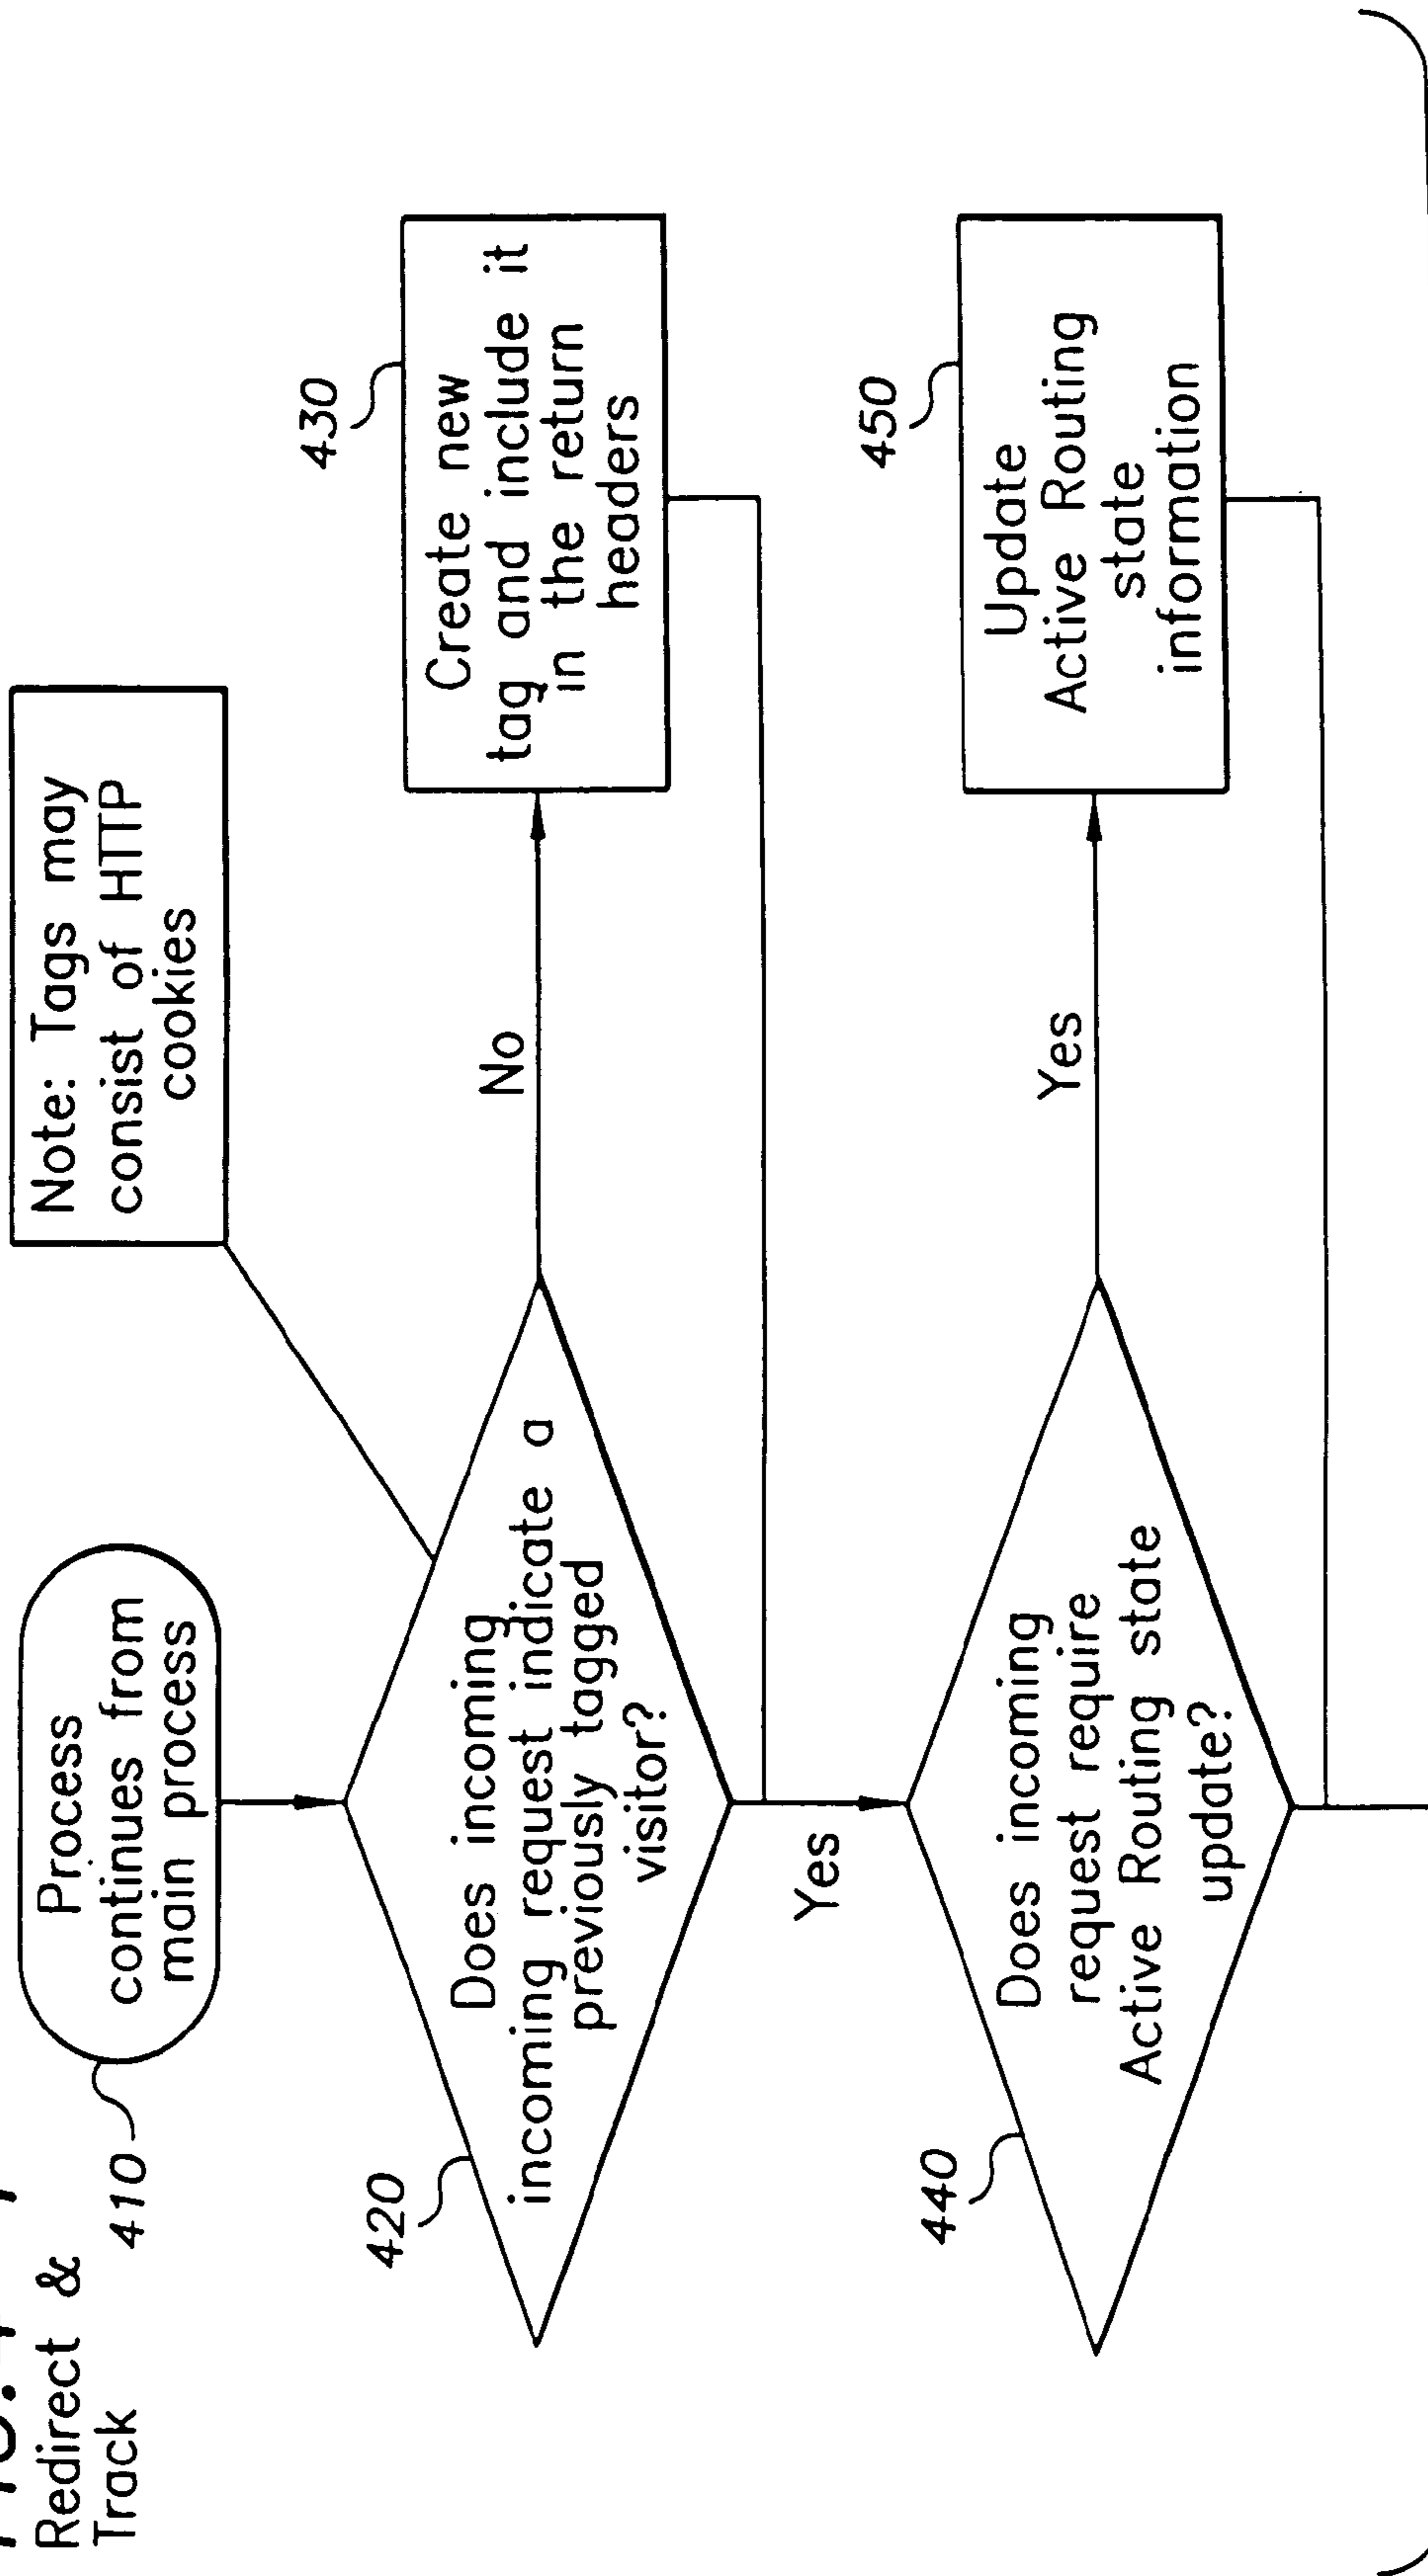 Redirect &
Track
410
Process
continues from
main process
Note: Tags may
consist of HTTP
cookies
420
Does incoming
incoming request indicate a
previously tagged
visitor?
No
430
Create new
tag and include it
in the return
headers
Yes
440
Does incoming
request require
Active Routing state
update?
Yes
450
Update
Active Routing
state
information